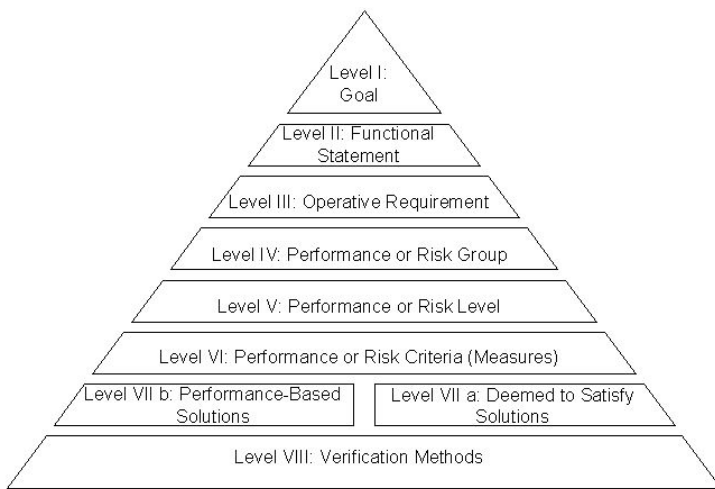 Level I:
Goal
Level II: Functional
Statement
Level III: Operative Requirement
Level IV: Performance or Risk Group
Level V: Performance or Risk Level
Level VI: Performance or Risk Criteria (Measures)
Level VII b: Performance-Based
Solutions
Level VII a: Deemed to Satisfy
Solutions
Level VIII: Verification Methods